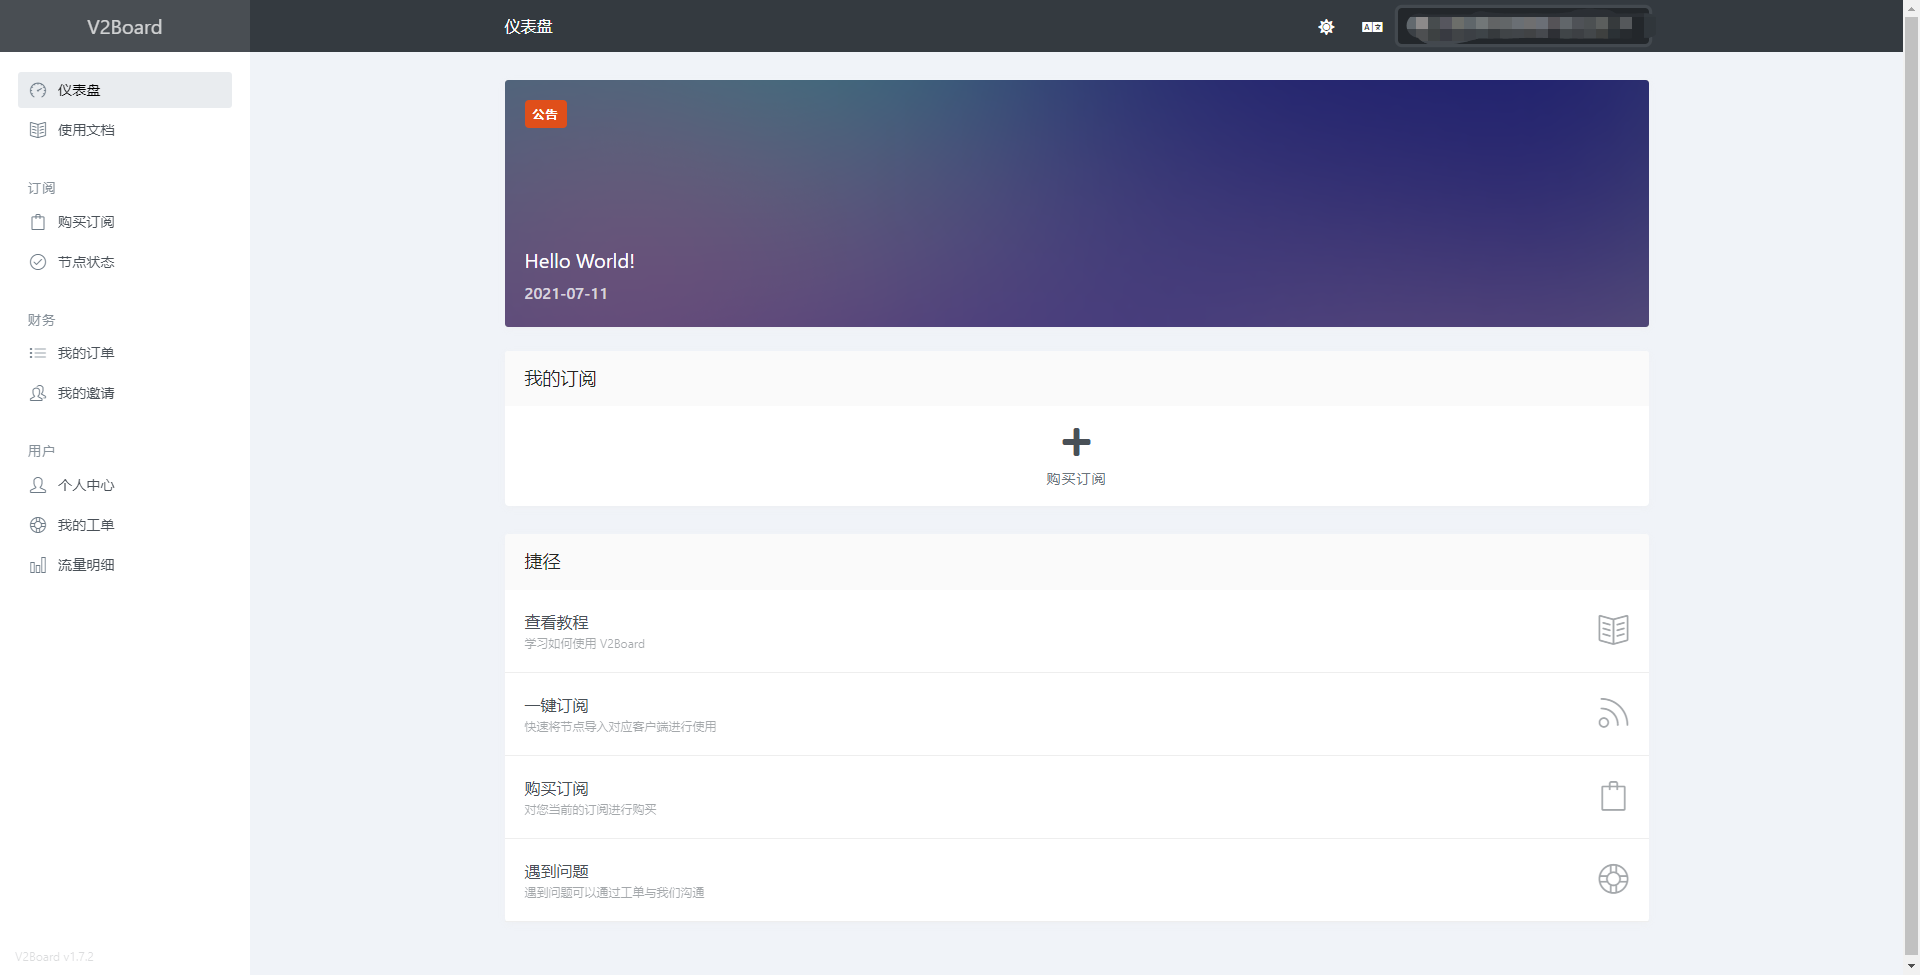 V2Board
仪表盘
仪表盘
使用文档
订阅
购买订阅
节点状态
财务
我的订单
我的邀请
用户
个人中心
我的工单
流量明细
V2Board v1.7.2
公告
Hello World!
2021-07-11
我的订阅
购买订阅
捷径
查看教程
学习如何使用 V2Board
一键订阅
快速将节点导入对应客户端进行使用
购买订阅
对您当前的订阅进行购买
遇到问题
遇到问题可以通过工单与我们沟通